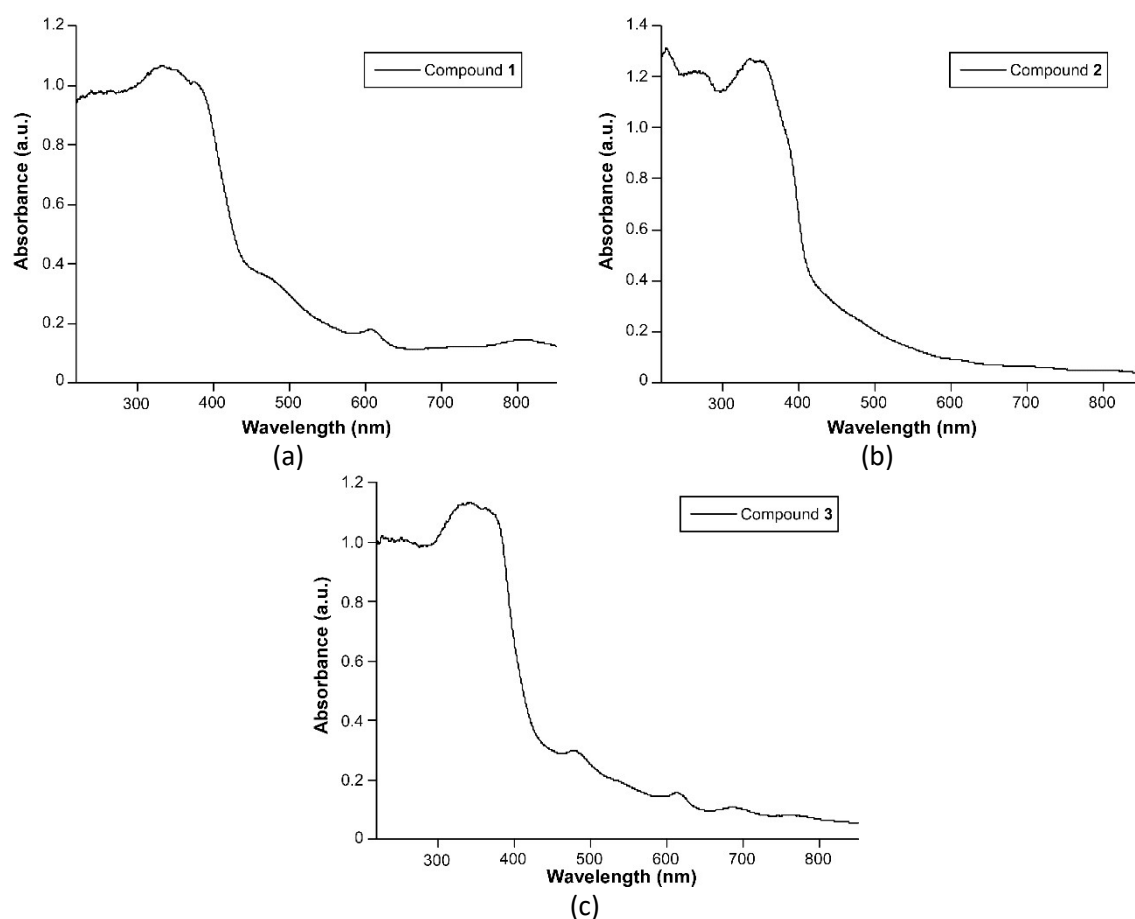 1.2
1.0
0.8
0.6
0.4
0.2
0
Absorbance (a.u.)
Compound 1
300 400 500 600 700 800
Wavelength (nm)
(a)
1.4
1.2
1.0
0.8
0.6
0.4
0.2
0
Absorbance (a.u.)
Compound 2
300 400 500 600 700 800
Wavelength (nm)
(b)
1.2
1.0
0.8
0.6
0.4
0.2
0
Absorbance (a.u.)
Compound 3
300 400 500 600 700 800
Wavelength (nm)
(c)